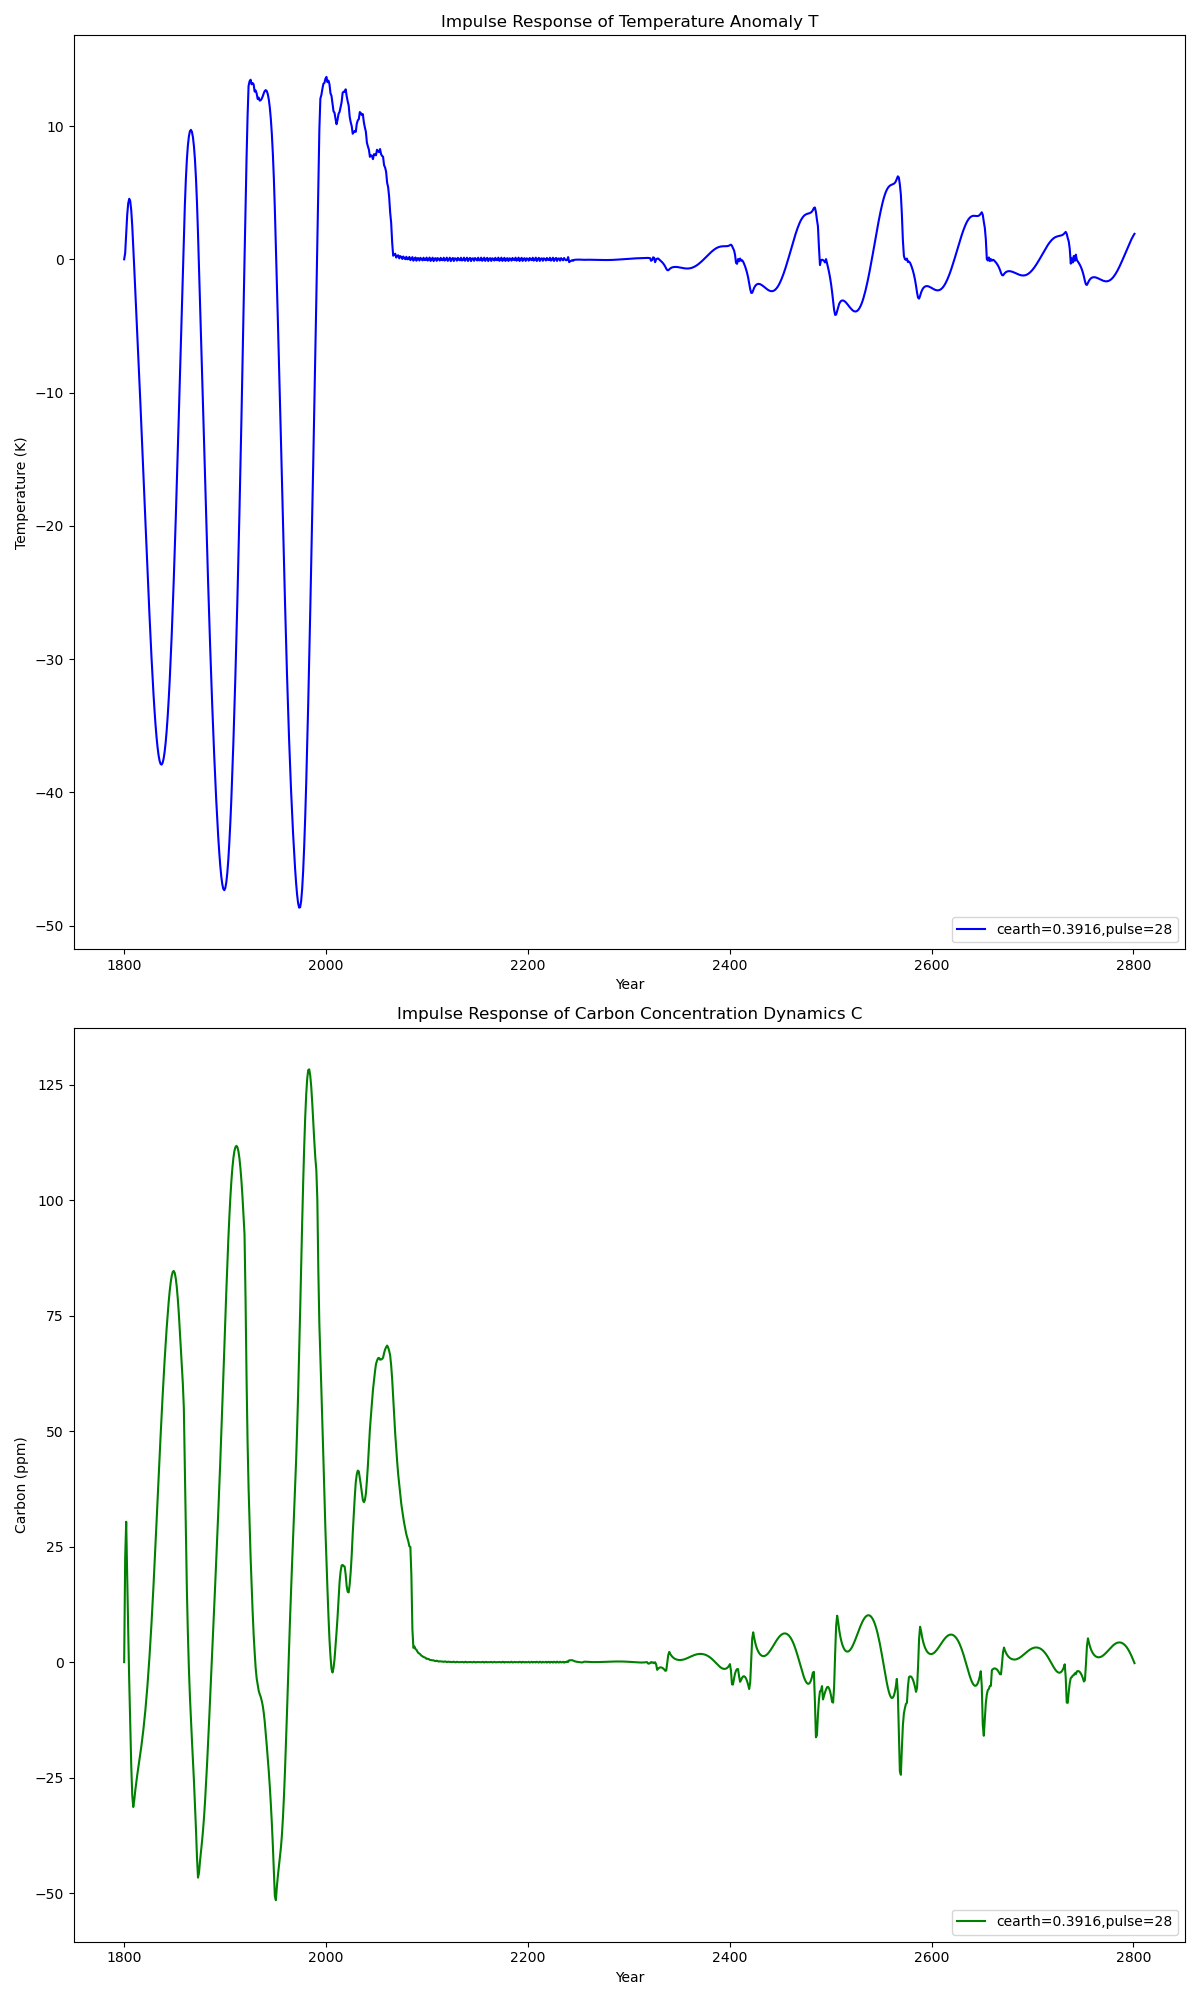 Impulse Response of Temperature Anomaly T
Temperature (K)
10
0
−10
−20
−30
−40
−50
cearth=0.3916,pulse=28
1800 2000 2200 2400 2600 2800
Year
Impulse Response of Carbon Concentration Dynamics C
Carbon (ppm)
125
100
75
50
25
0
−25
−50
cearth=0.3916,pulse=28
1800 2000 2200 2400 2600 2800
Year